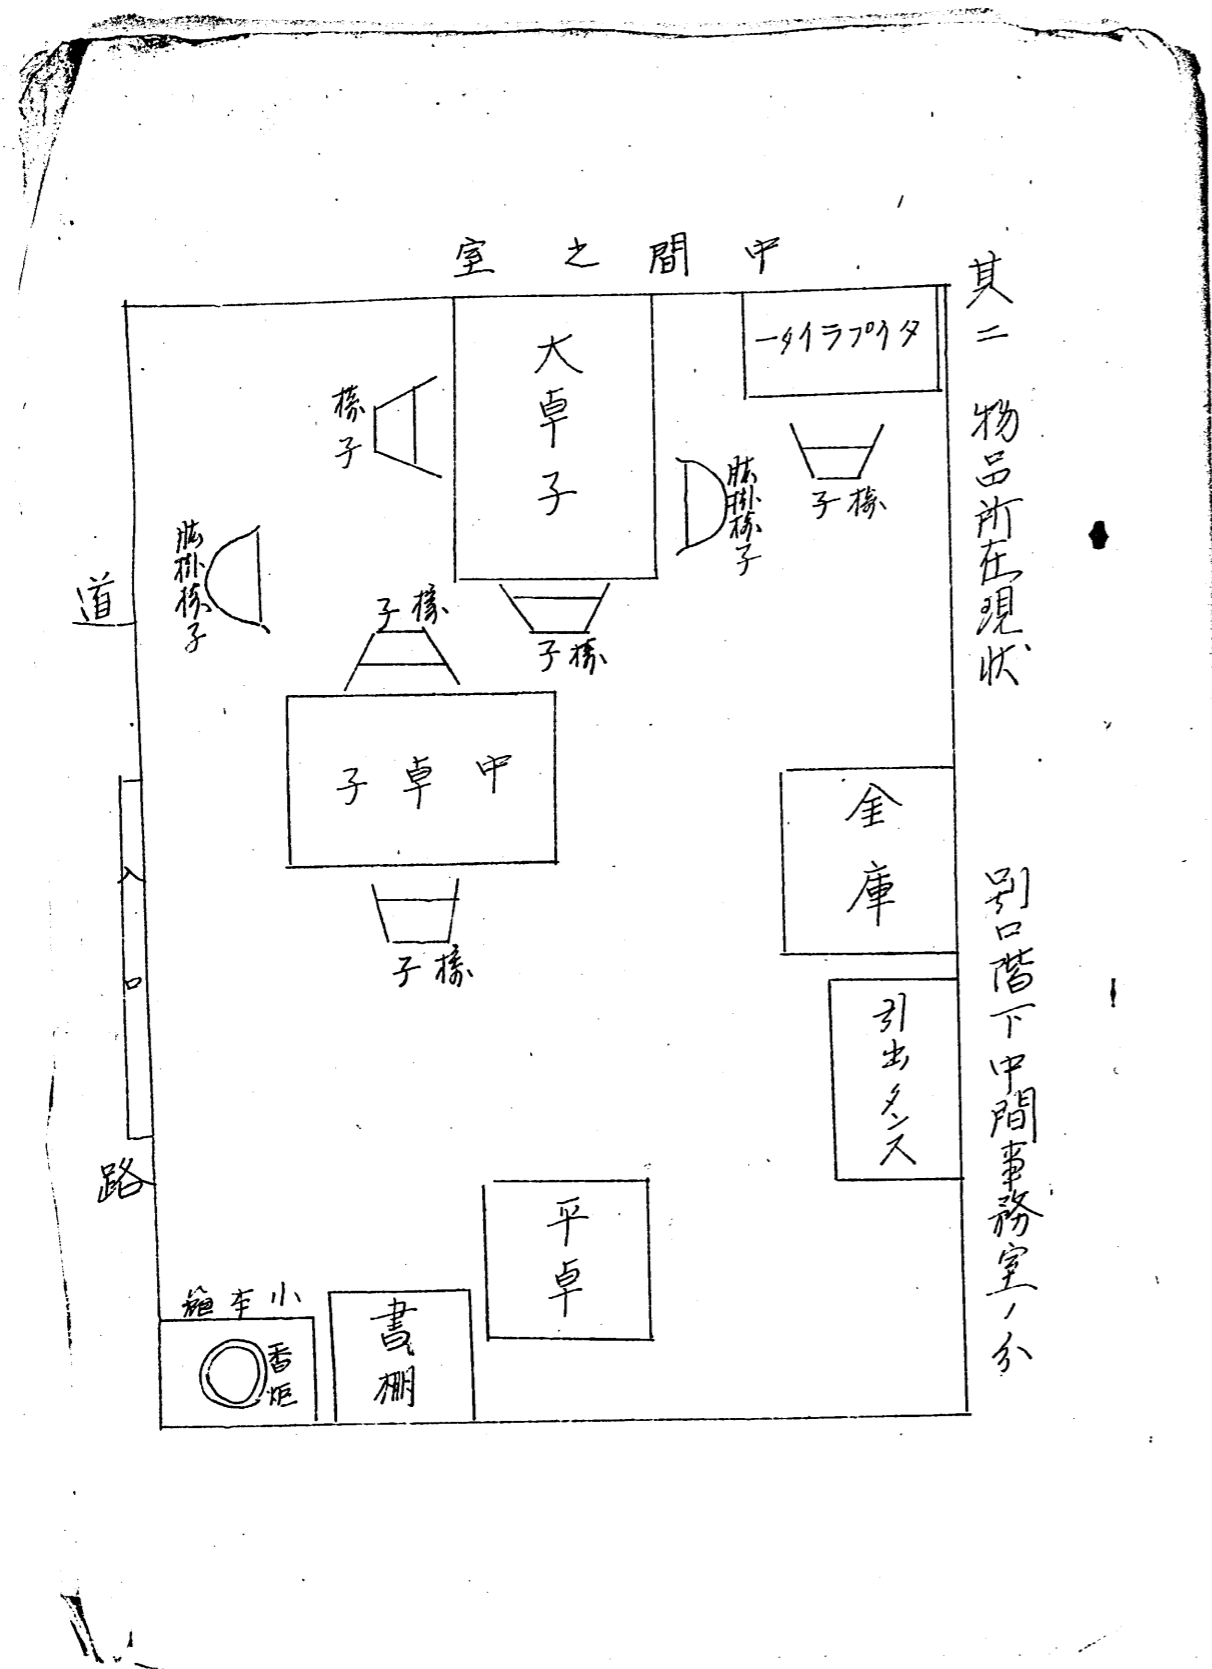 其二 物品所在現状 別口階下中間事務室ノ分
中間之室
タイプライター
椅子
肱掛椅子
大卓子
椅子
椅子
肱掛椅子
椅子
中卓子
椅子
金庫
引出タンス
平卓
書棚
小本箱
香炉
道路
入口